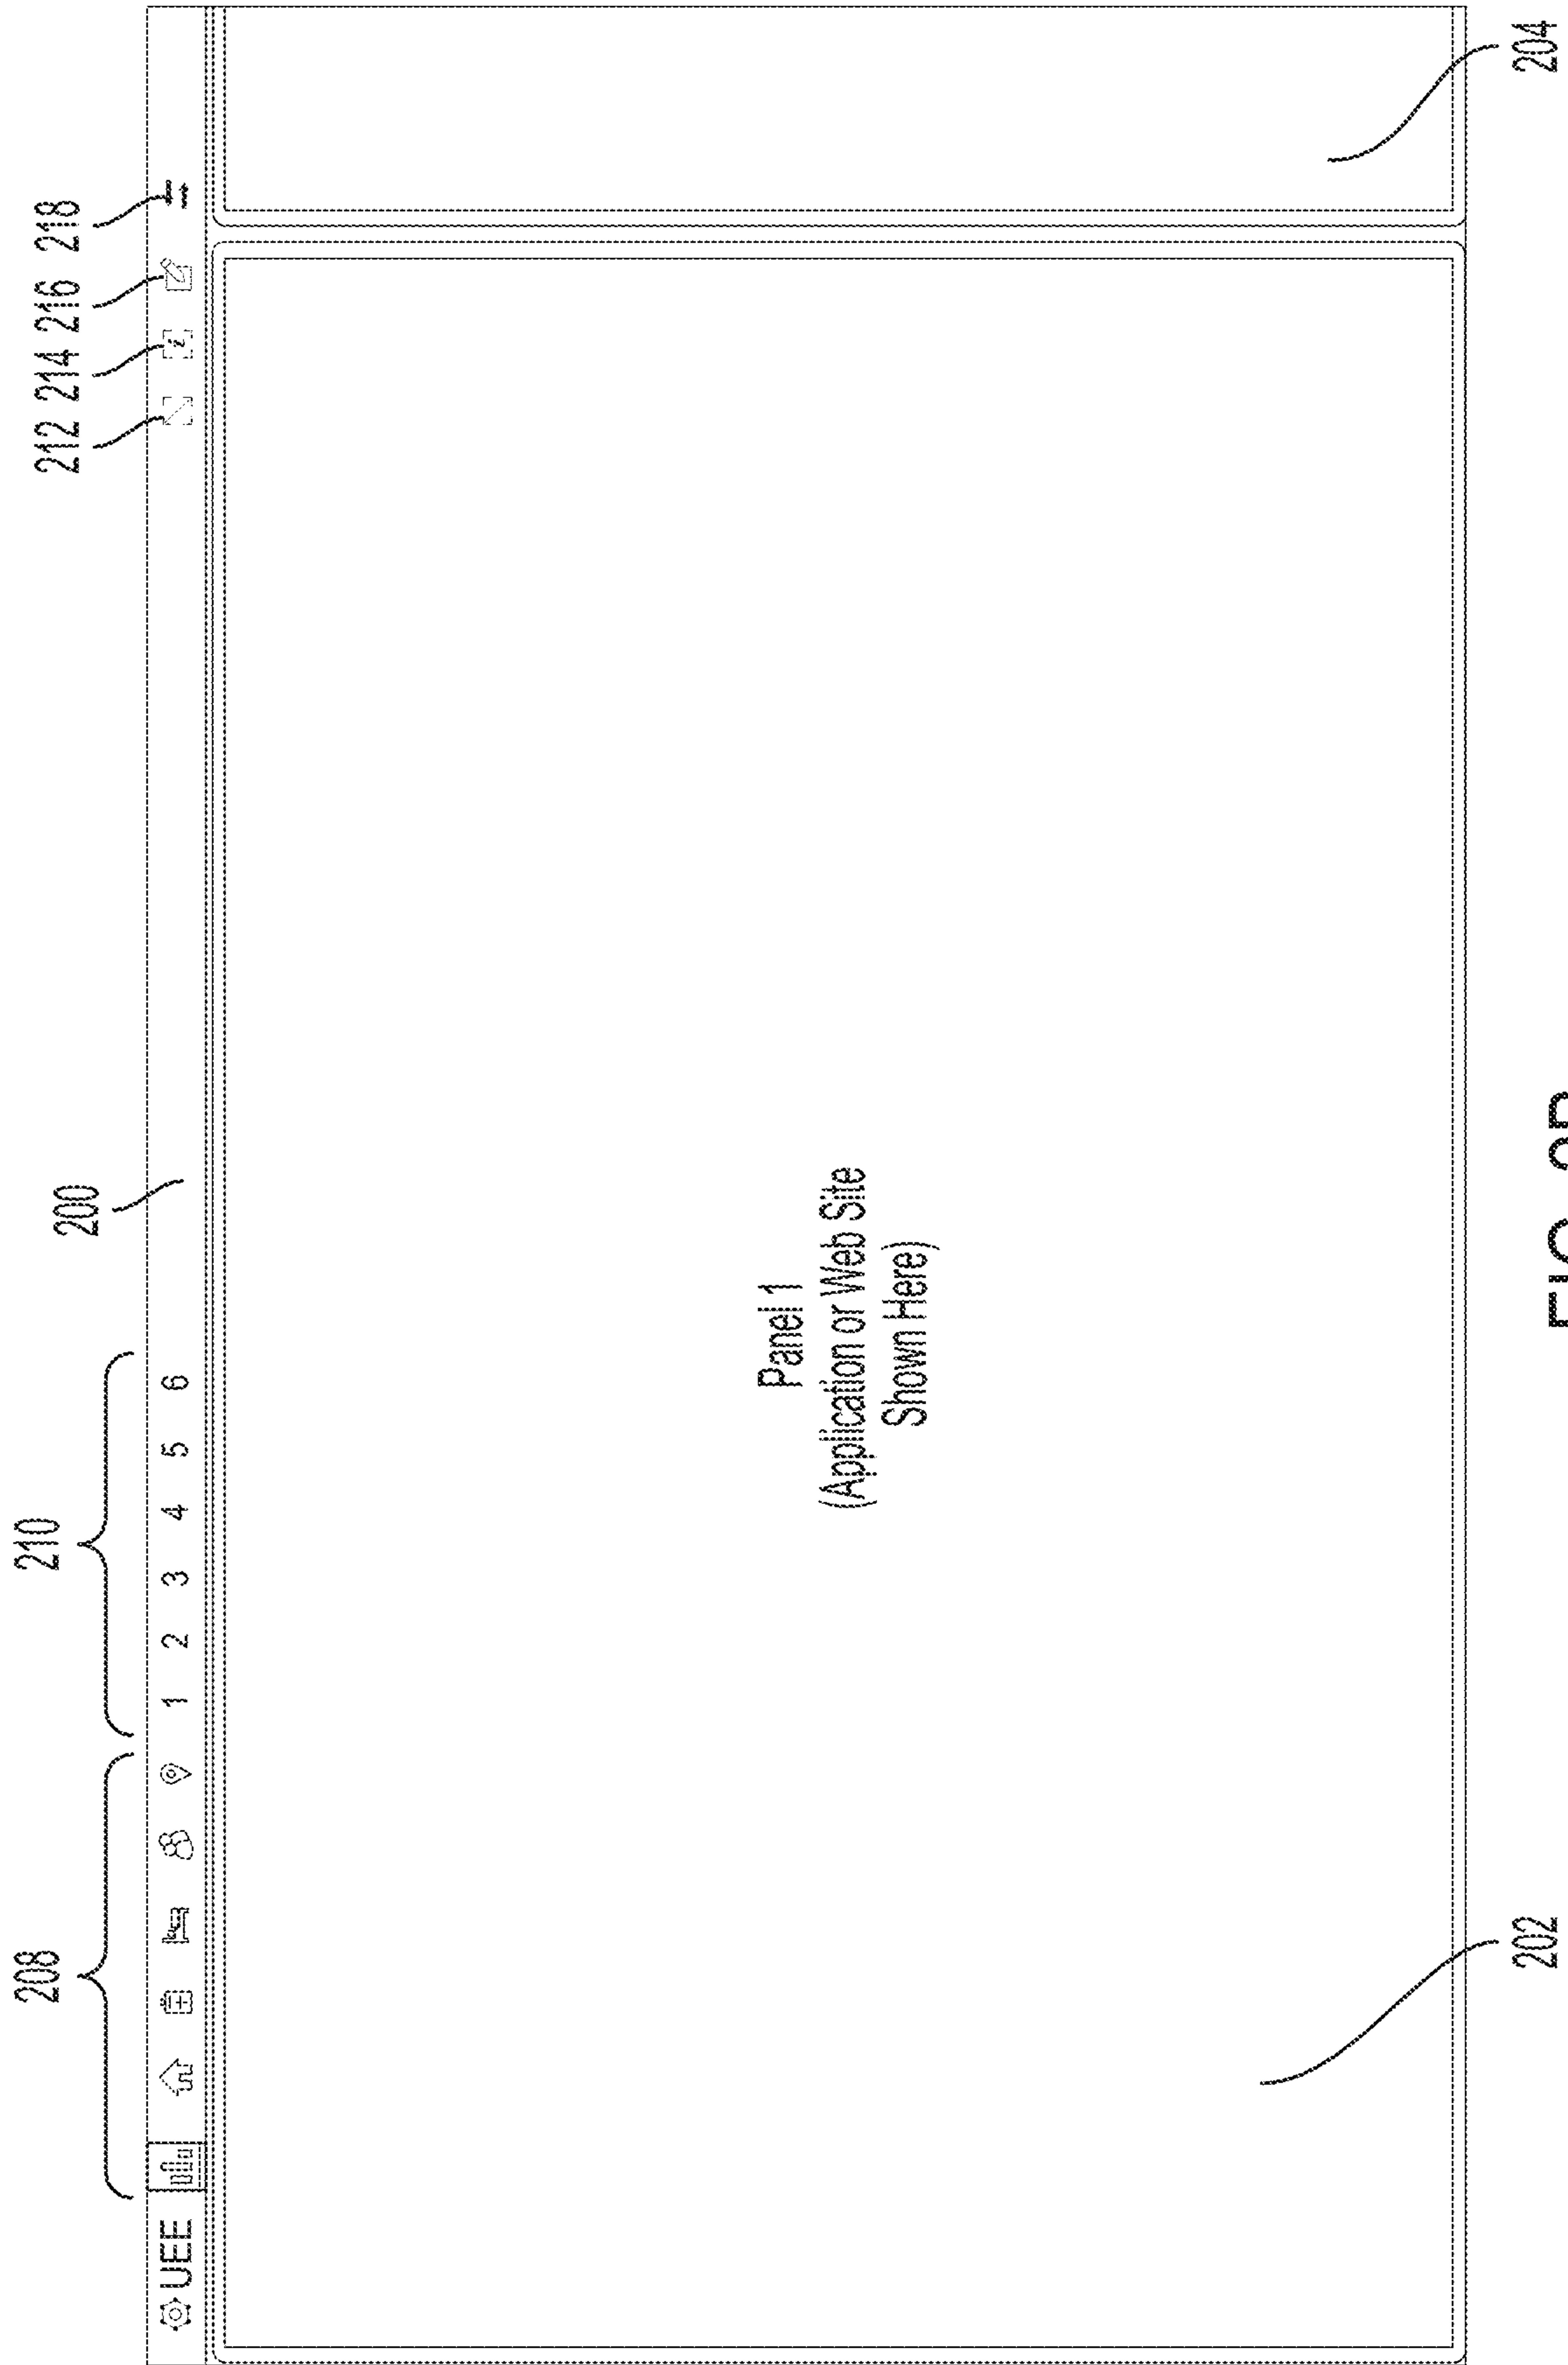 208 210 200 212 214 216 218
UEE 1 2 3 4 5 6
Panel 1
(Application or Web Site
Shown Here)
202 204
FIG.